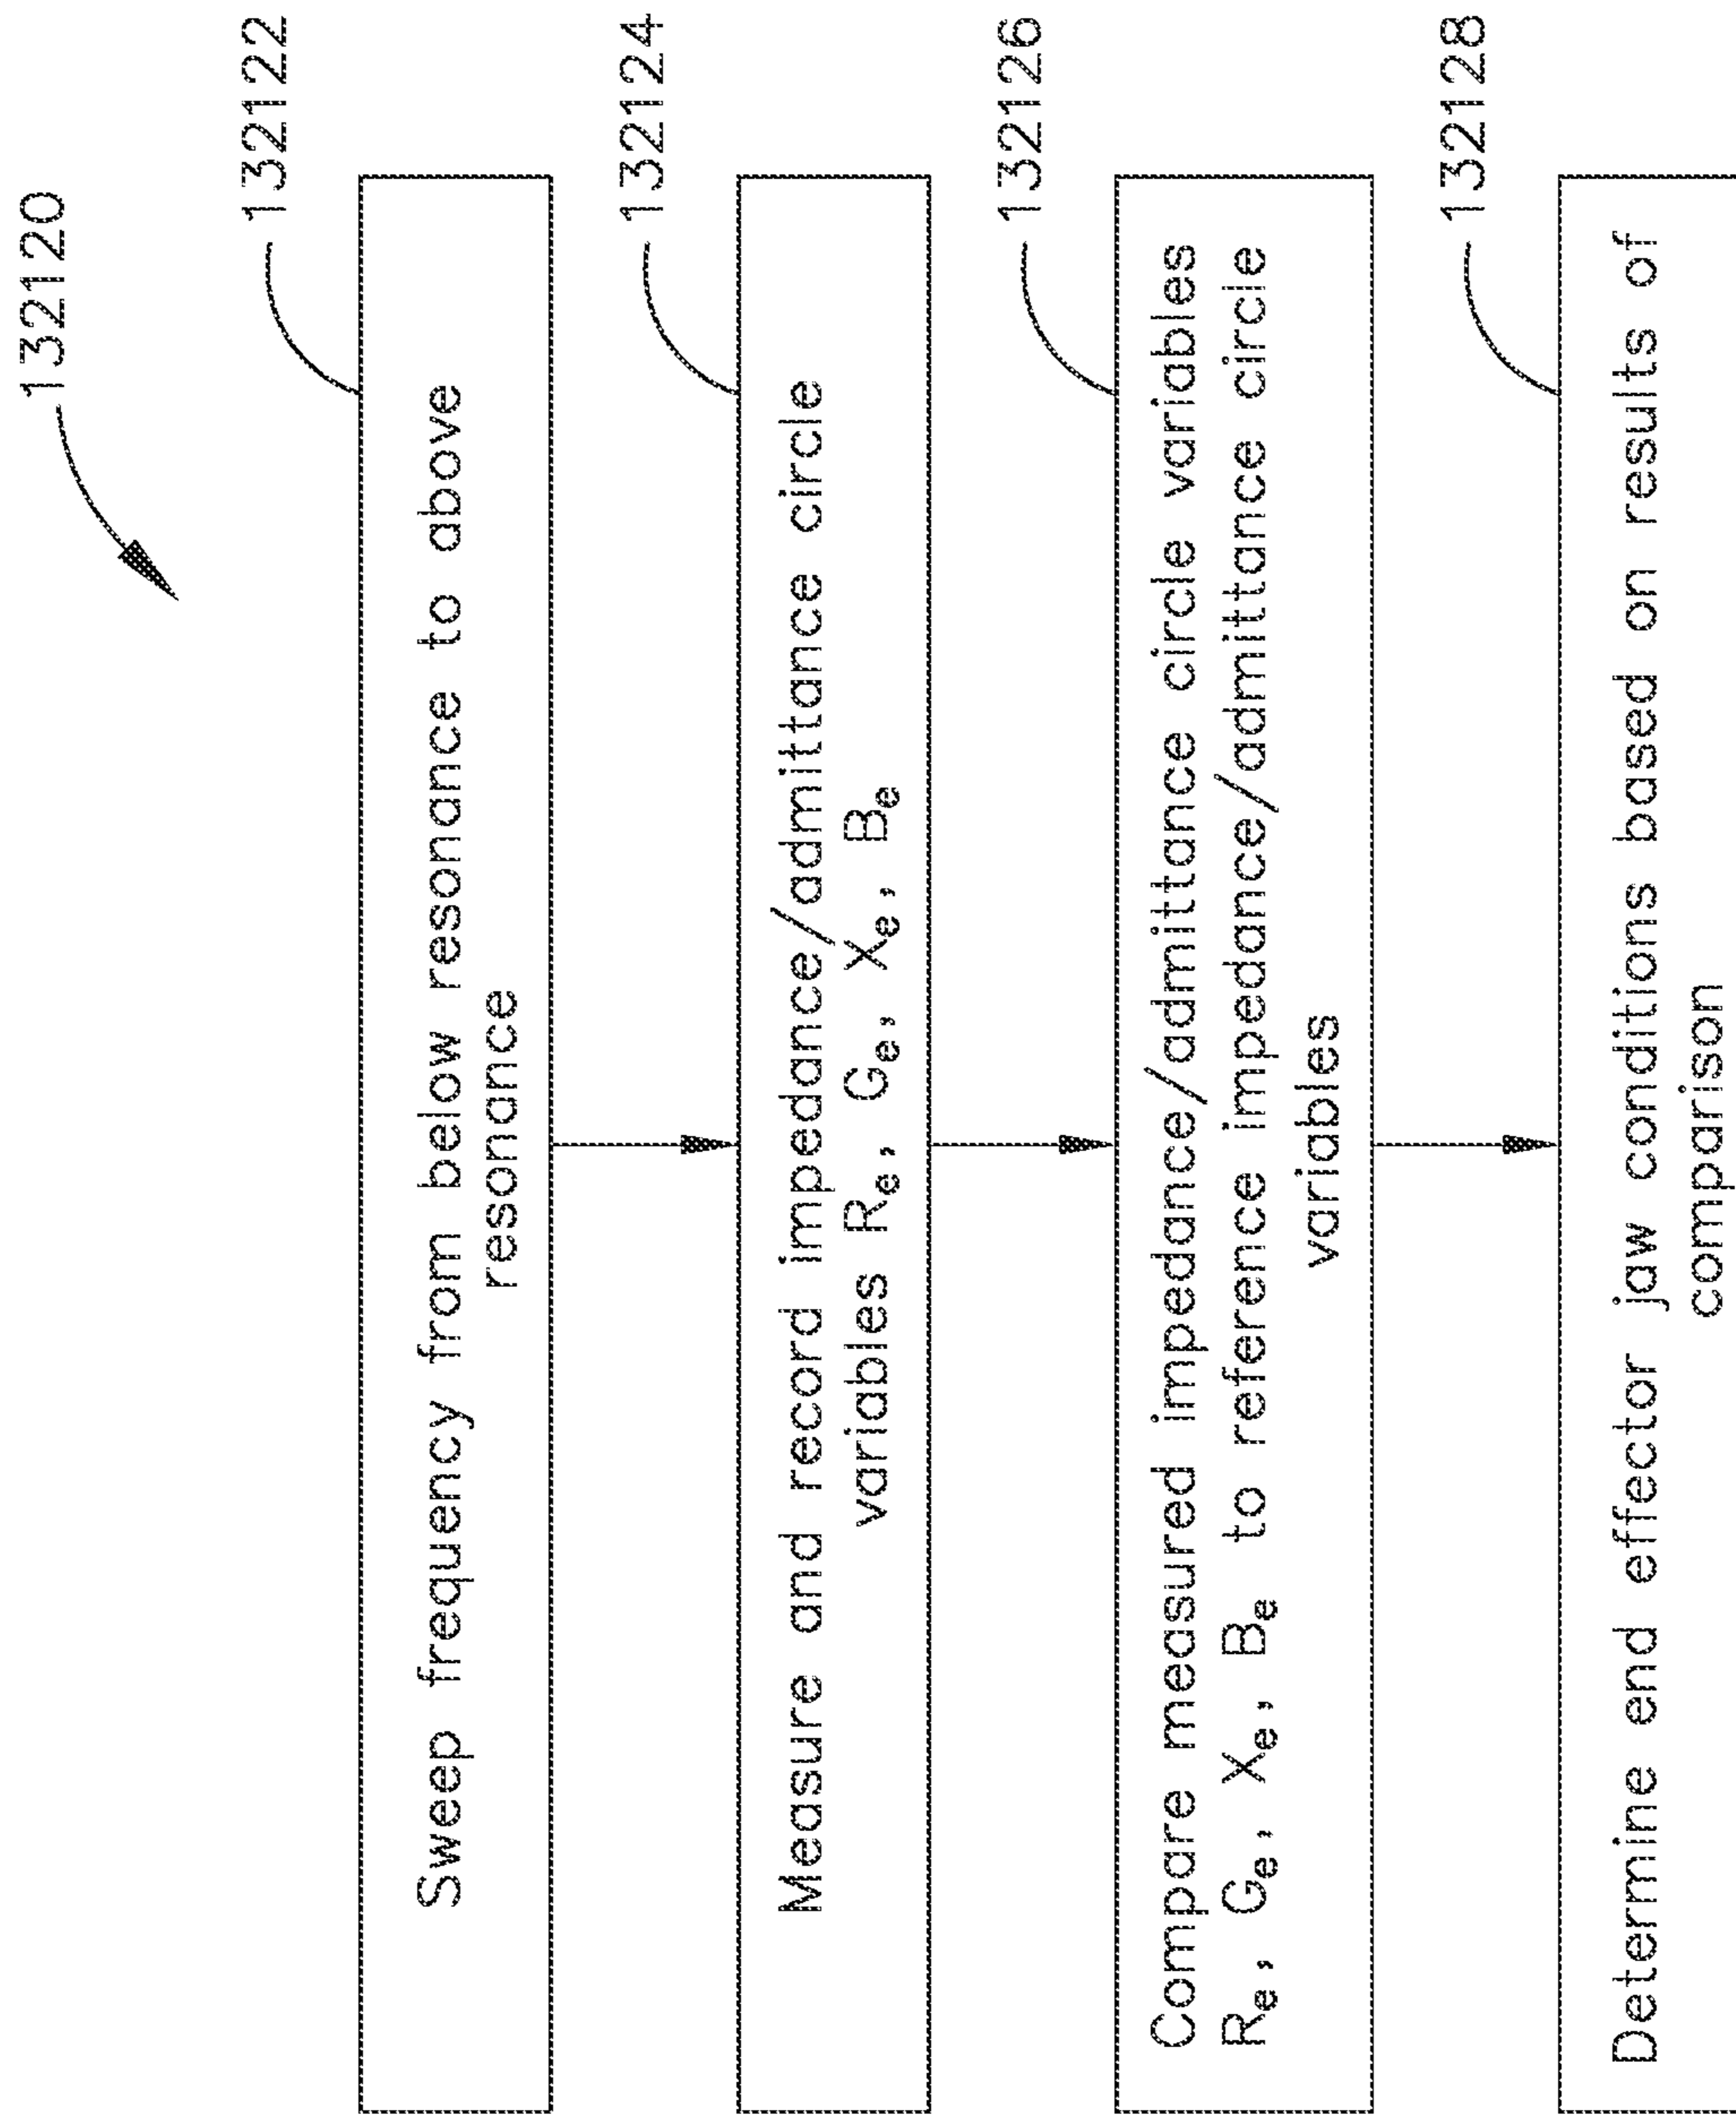 132120
132122
Sweep frequency from below resonance to above
resonance
132124
Measure and record impedance/admittance circle
variables Re, Ge, Xe, Be
132126
Compare measured impedance/admittance circle variables
Re, Ge, Xe, Be to reference impedance/admittance circle
variables
132128
Determine end effector jaw conditions based on results of
comparison